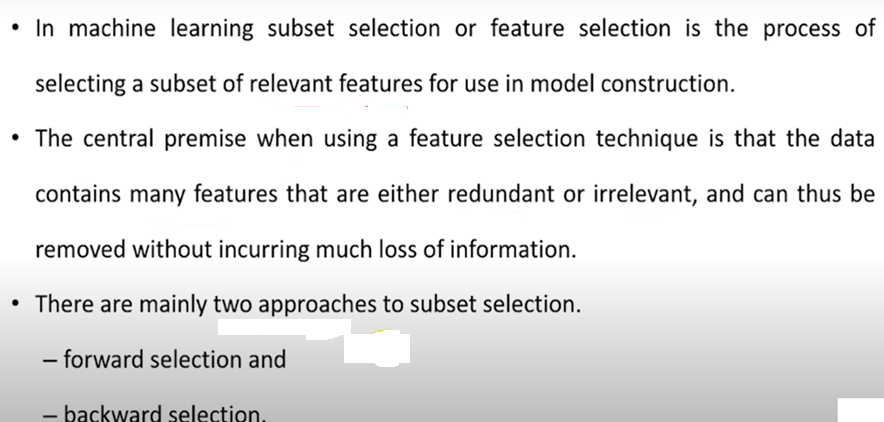 • In machine learning subset selection or feature selection is the process of
selecting a subset of relevant features for use in model construction.
• The central premise when using a feature selection technique is that the data
contains many features that are either redundant or irrelevant, and can thus be
removed without incurring much loss of information.
• There are mainly two approaches to subset selection.
– forward selection and
– backward selection.